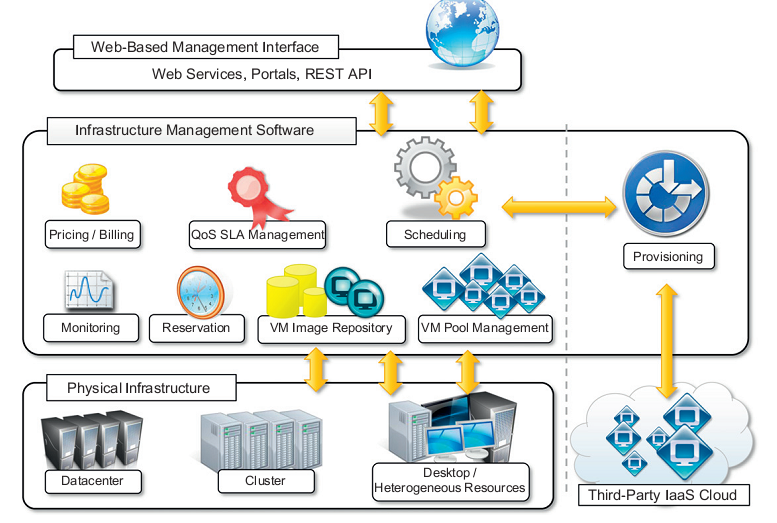 Web-Based Management Interface
Web Services, Portals, REST API
Infrastructure Management Software
Pricing / Billing
QoS SLA Management
Scheduling
Provisioning
Monitoring
Reservation
VM Image Repository
VM Pool Management
Physical Infrastructure
Datacenter
Cluster
Desktop /
Heterogeneous Resources
Third-Party IaaS Cloud